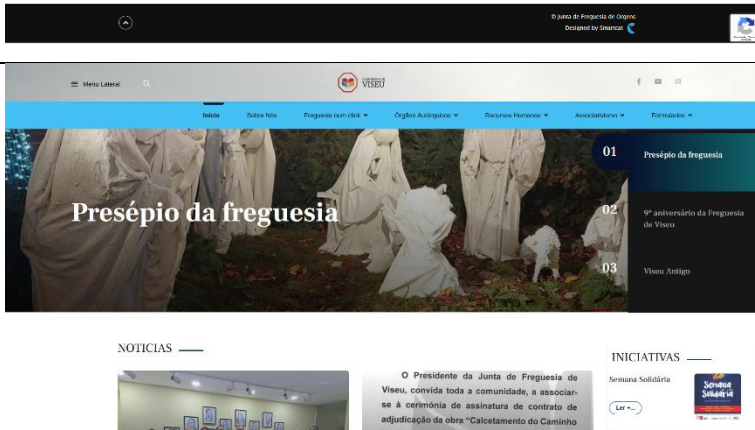 © Junta de Freguesia de Orgens
Designed by Smartcat
Menu Lateral
VISEU
Início
Sobre Nós
Freguesia num click
Órgãos Autárquicos
Recursos Humanos
Associativismo
Formulários
Presépio da freguesia
01
Presépio da freguesia
02
9º aniversário da Freguesia
de Viseu
03
Viseu Antigo
NOTICIAS
INICIATIVAS
O Presidente da Junta de Freguesia de
Viseu, convida toda a comunidade, a associar-
se à cerimónia de assinatura de contrato de
adjudicação da obra "Calcetamento do Caminho
Semana Solidária
Ler +...
Semana
Solidária